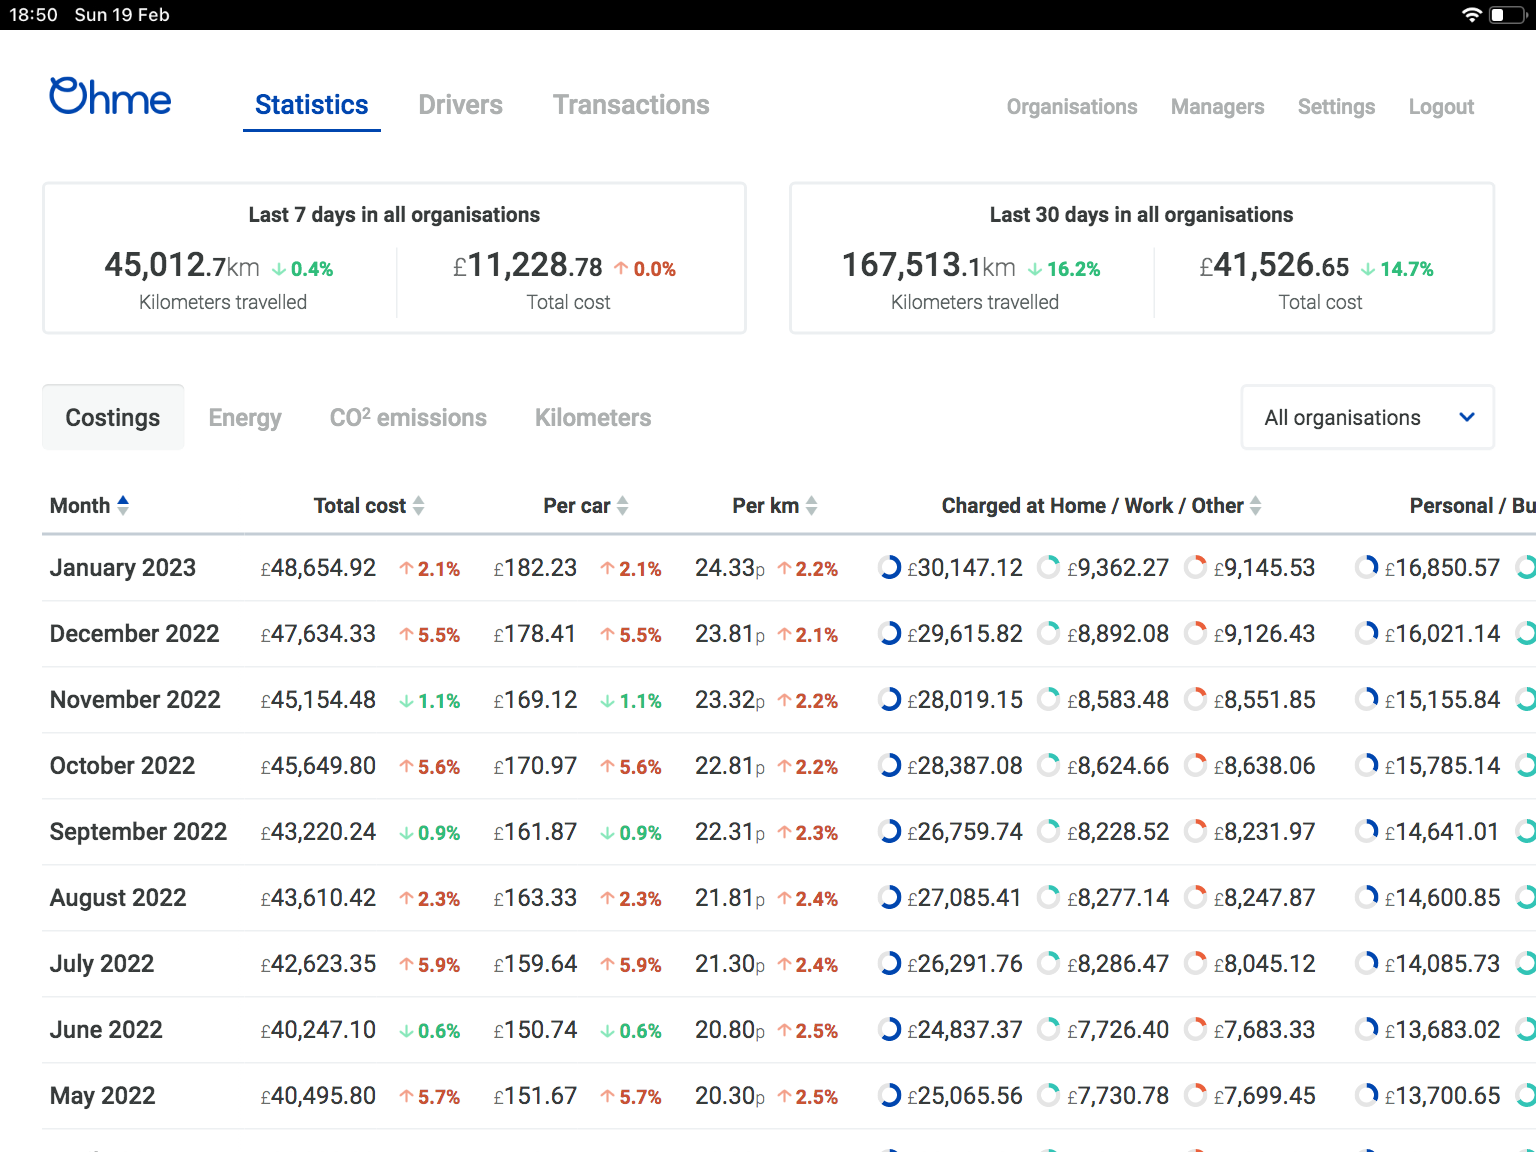 18:50 Sun 19 Feb
Ohme Statistics Drivers Transactions Organisations Managers Settings Logout
Last 7 days in all organisations
45,012.7km 0.4% £11,228.78 0.0%
Kilometers travelled Total cost
Last 30 days in all organisations
167,513.1km 16.2% £41,526.65 14.7%
Kilometers travelled Total cost
Costings Energy CO² emissions Kilometers All organisations
Month Total cost Per car Per km Charged at Home / Work / Other Personal / Bu
January 2023 £48,654.92 2.1% £182.23 2.1% 24.33p 2.2% £30,147.12 £9,362.27 £9,145.53 £16,850.57
December 2022 £47,634.33 5.5% £178.41 5.5% 23.81p 2.1% £29,615.82 £8,892.08 £9,126.43 £16,021.14
November 2022 £45,154.48 1.1% £169.12 1.1% 23.32p 2.2% £28,019.15 £8,583.48 £8,551.85 £15,155.84
October 2022 £45,649.80 5.6% £170.97 5.6% 22.81p 2.2% £28,387.08 £8,624.66 £8,638.06 £15,785.14
September 2022 £43,220.24 0.9% £161.87 0.9% 22.31p 2.3% £26,759.74 £8,228.52 £8,231.97 £14,641.01
August 2022 £43,610.42 2.3% £163.33 2.3% 21.81p 2.4% £27,085.41 £8,277.14 £8,247.87 £14,600.85
July 2022 £42,623.35 5.9% £159.64 5.9% 21.30p 2.4% £26,291.76 £8,286.47 £8,045.12 £14,085.73
June 2022 £40,247.10 0.6% £150.74 0.6% 20.80p 2.5% £24,837.37 £7,726.40 £7,683.33 £13,683.02
May 2022 £40,495.80 5.7% £151.67 5.7% 20.30p 2.5% £25,065.56 £7,730.78 £7,699.45 £13,700.65